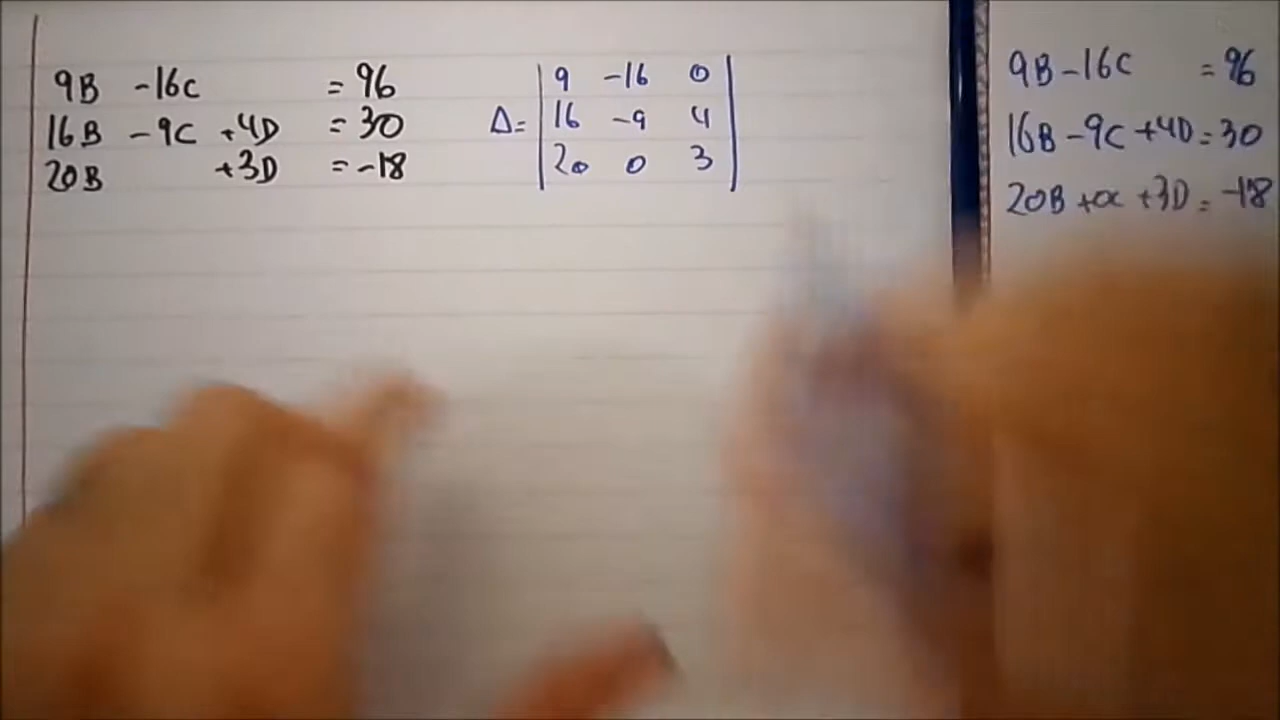 9B -16C = 96
16B -9C +4D = 30
20B +3D = -18
9 -16 0
Δ= 16 -9 4
20 0 3
9B-16C = 96
16B-9C+4D=30
20B+0C+3D=-18